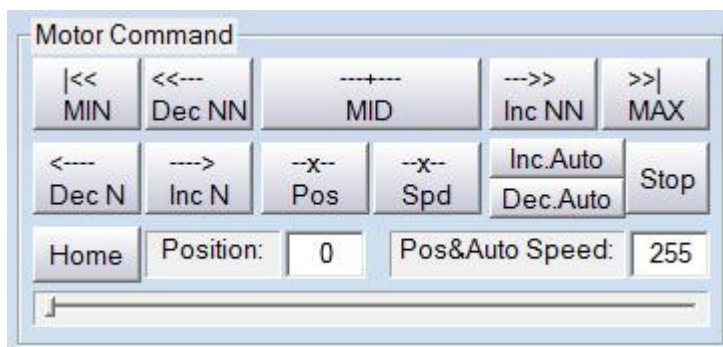 Motor Command
|<< <<--- ---+--- --->> >>|
MIN Dec NN MID Inc NN MAX
<---- ----> --x-- --x-- Inc.Auto Stop
Dec N Inc N Pos Spd Dec.Auto
Home Position: 0 Pos&Auto Speed: 255